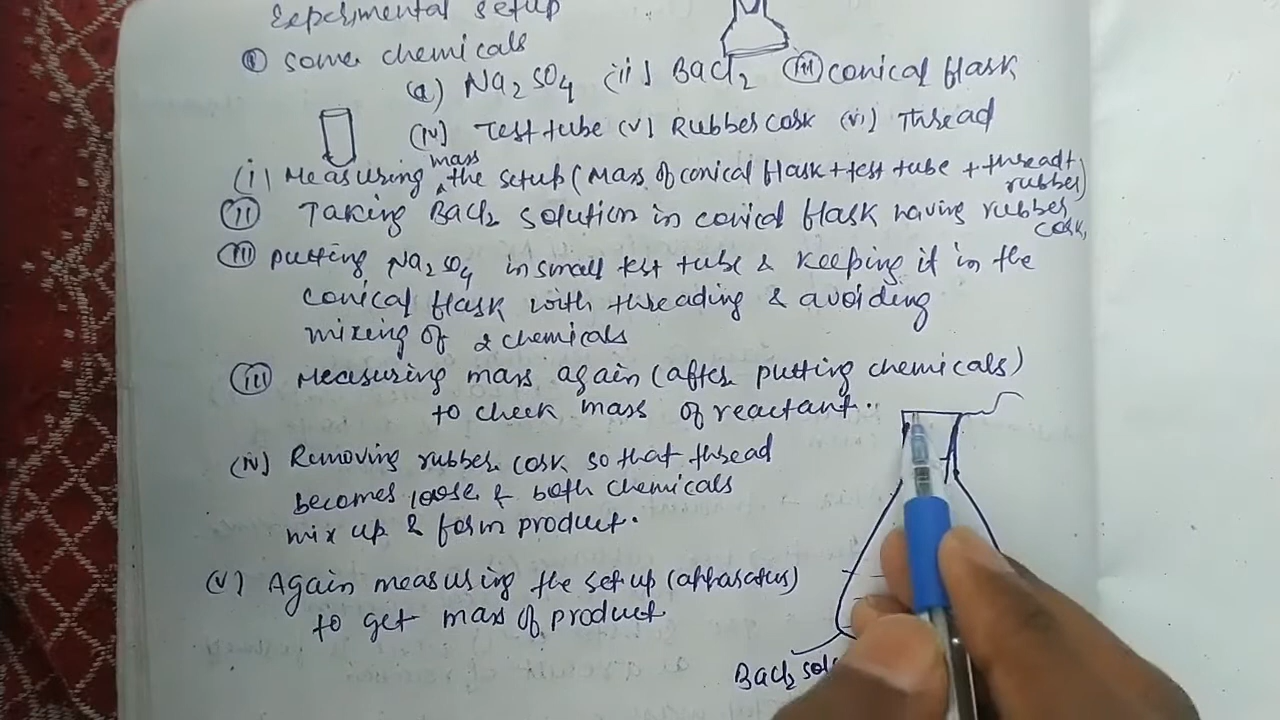 Experimental setup
① some chemicals
(a) Na2SO4 (ii) BaCl2 (iii) conical flask
(iv) Test tube (v) Rubber cork (vi) Thread
(i) Measuring mass the setup (Mass of conical flask + test tube + thread + rubber)
(ii) Taking BaCl2 solution in conical flask having rubber cork,
(iii) putting Na2SO4 in small test tube & keeping it in the
conical flask with threading & avoiding
mixing of 2 chemicals
(iii) Measuring mass again (after putting chemicals)
to check mass of reactant..
(iv) Removing rubber cork so that thread
becomes loose & both chemicals
mix up & form product.
(v) Again measuring the setup (apparatus)
to get mass of product
BaCl2